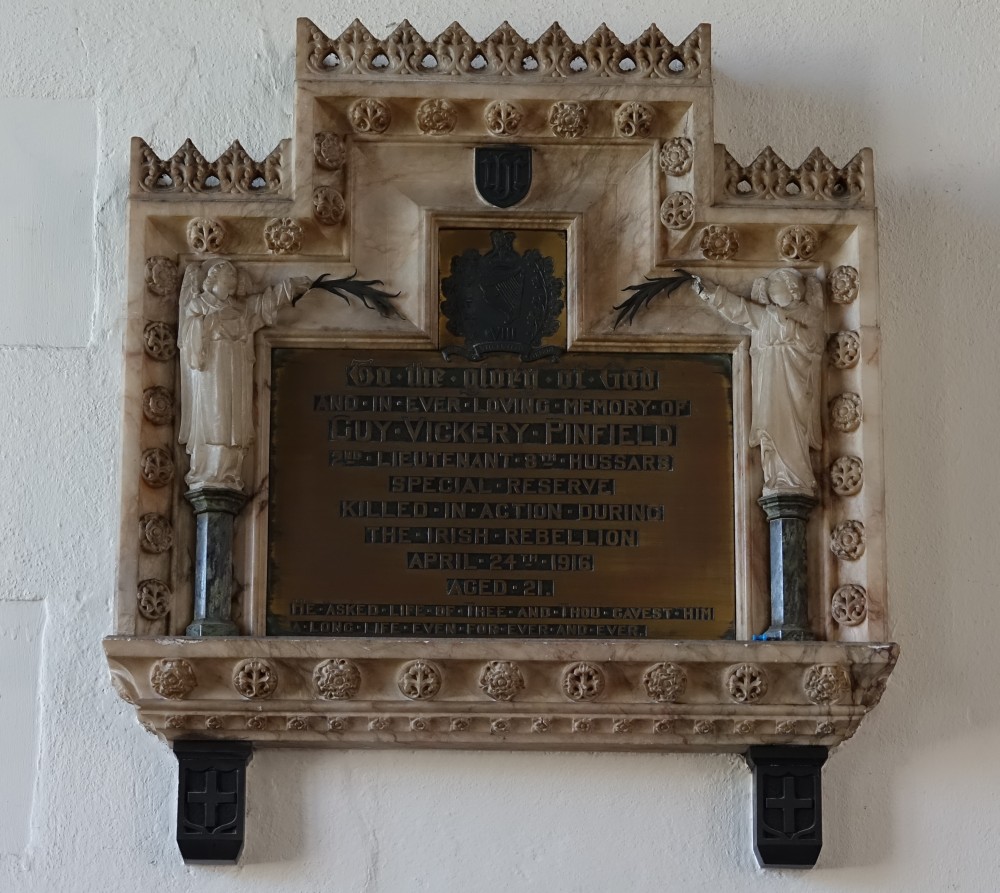 IHS
VIII
To · the · glory · of · God
AND · IN · EVER · LOVING · MEMORY · OF
GUY · VICKERY · PINFIELD
2ND · LIEUTENANT · 8TH · HUSSARS
SPECIAL · RESERVE
KILLED · IN · ACTION · DURING
THE · IRISH · REBELLION
APRIL · 24TH · 1916
AGED · 21.
HE · ASKED · LIFE · OF · THEE · AND · THOU · GAVEST · HIM
A · LONG · LIFE · EVEN · FOR · EVER · AND · EVER.